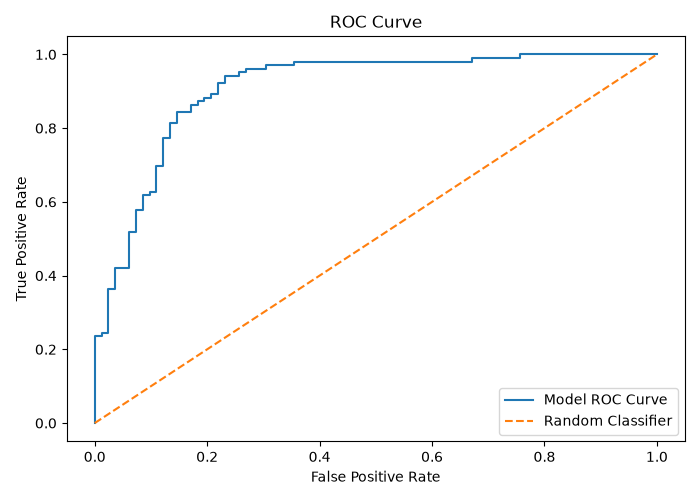 ROC Curve
1.0
0.8
0.6
0.4
0.2
0.0
True Positive Rate
0.0 0.2 0.4 0.6 0.8 1.0
False Positive Rate
Model ROC Curve
Random Classifier